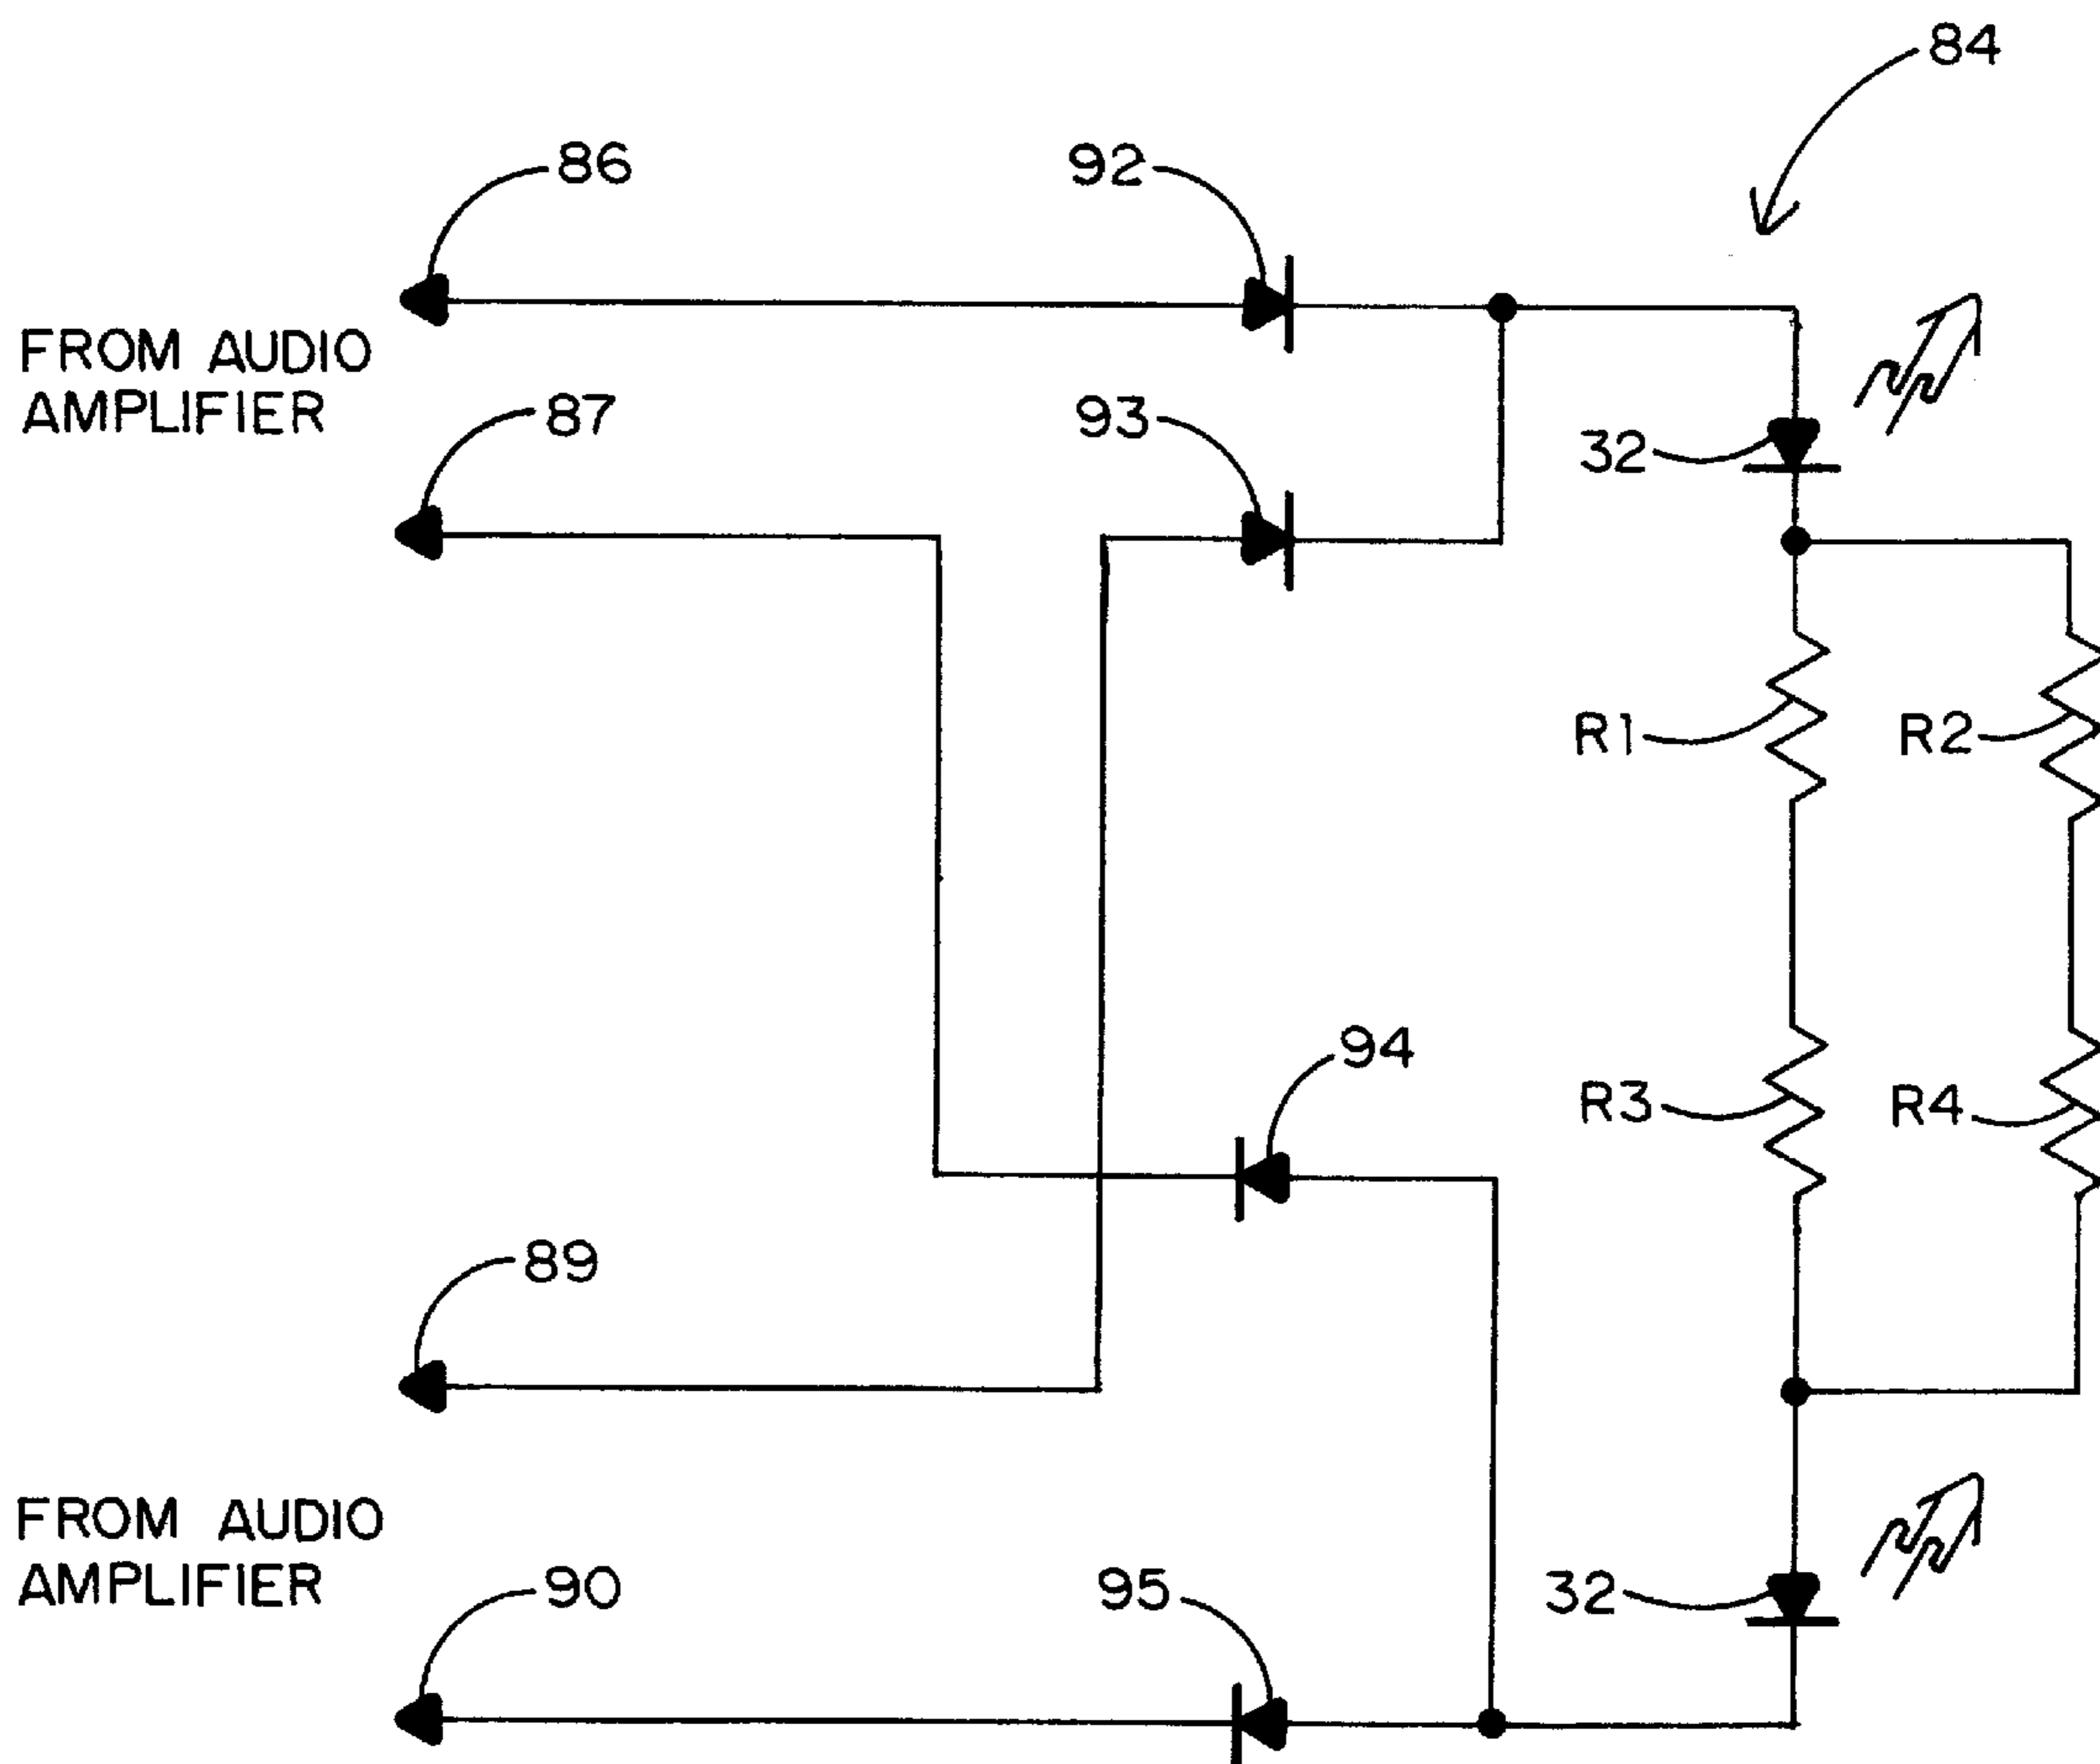 84
86
92
FROM AUDIO
AMPLIFIER
87
93
32
R1
R2
94
R3
R4
89
FROM AUDIO
AMPLIFIER
90
95
32